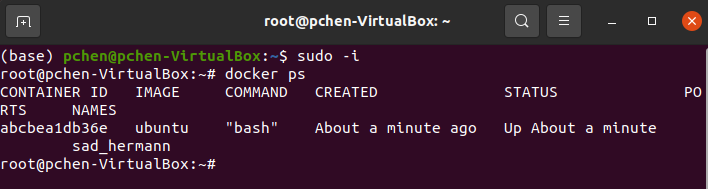 root@pchen-VirtualBox: ~
(base) pchen@pchen-VirtualBox:~$ sudo -i
root@pchen-VirtualBox:~# docker ps
CONTAINER ID   IMAGE     COMMAND   CREATED              STATUS              PO
RTS     NAMES
abcbea1db36e   ubuntu    "bash"    About a minute ago   Up About a minute
        sad_hermann
root@pchen-VirtualBox:~#